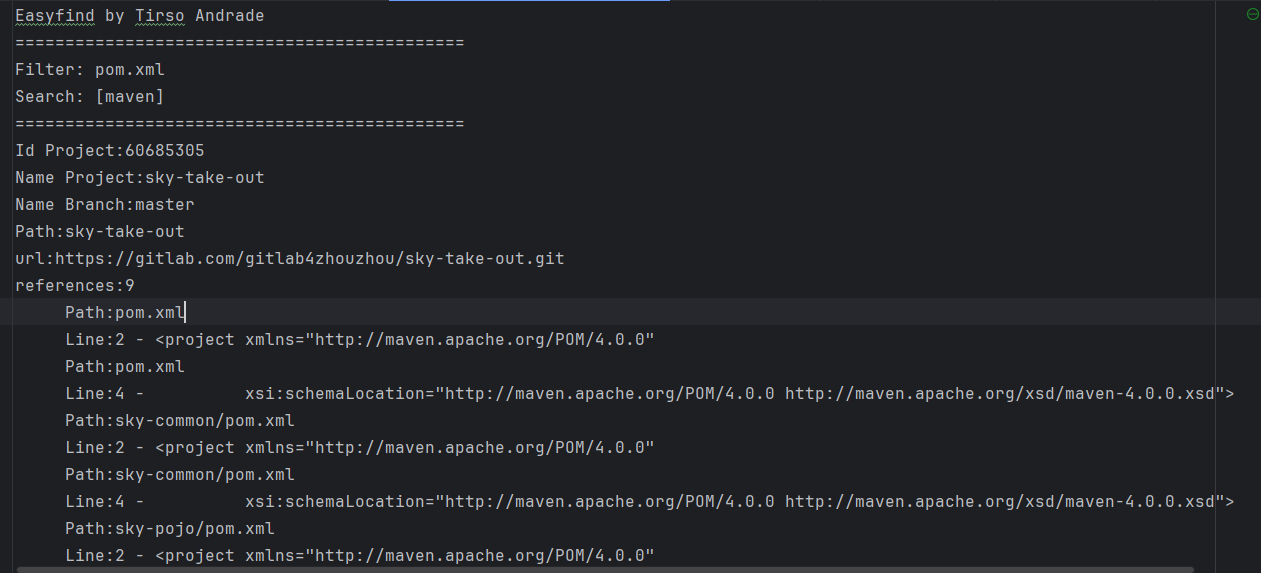 Easyfind by Tirso Andrade
=============================================
Filter: pom.xml
Search: [maven]
=============================================
Id Project:60685305
Name Project:sky-take-out
Name Branch:master
Path:sky-take-out
url:https://gitlab.com/gitlab4zhouzhou/sky-take-out.git
references:9
     Path:pom.xml
     Line:2 - <project xmlns="http://maven.apache.org/POM/4.0.0"
     Path:pom.xml
     Line:4 -          xsi:schemaLocation="http://maven.apache.org/POM/4.0.0 http://maven.apache.org/xsd/maven-4.0.0.xsd">
     Path:sky-common/pom.xml
     Line:2 - <project xmlns="http://maven.apache.org/POM/4.0.0"
     Path:sky-common/pom.xml
     Line:4 -          xsi:schemaLocation="http://maven.apache.org/POM/4.0.0 http://maven.apache.org/xsd/maven-4.0.0.xsd">
     Path:sky-pojo/pom.xml
     Line:2 - <project xmlns="http://maven.apache.org/POM/4.0.0"